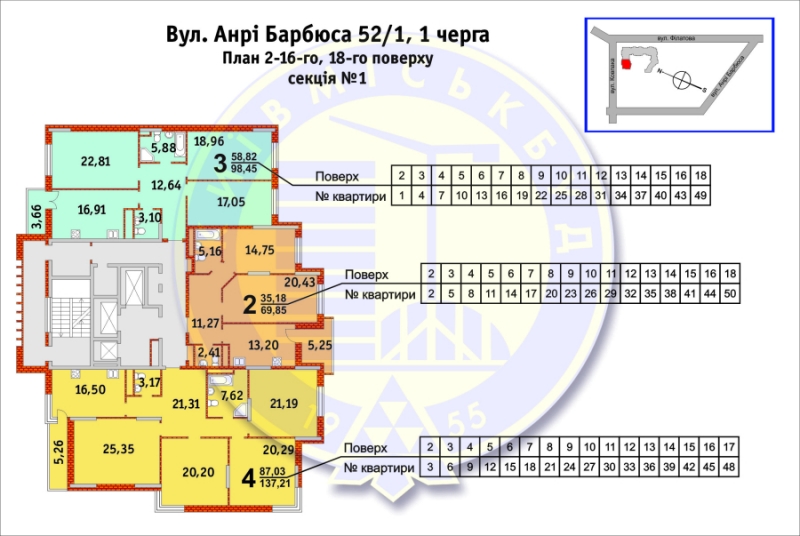 Вул. Анрі Барбюса 52/1, 1 черга
План 2-16-го, 18-го поверху
секція №1
вул. Філатова
вул. Козлака
вул. Анрі Барбюса
N
S
КИЇВМІСЬКБУД
1955
22,81
5,88
18,96
3 58,82 98,45
12,64
17,05
3,66
16,91
3,10
Поверх 2 3 4 5 6 7 8 9 10 11 12 13 14 15 16 18
№ квартири 1 4 7 10 13 16 19 22 25 28 31 34 37 40 43 49
5,16
14,75
20,43
2 35,18 69,85
11,27
2,41
13,20
5,25
Поверх 2 3 4 5 6 7 8 9 10 11 12 13 14 15 16 17 18
№ квартири 2 5 8 11 14 17 20 23 26 29 32 35 38 41 44 50
16,50
3,17
21,31
7,62
21,19
5,26
25,35
20,20
20,29
4 87,03 137,21
Поверх 2 3 4 5 6 7 8 9 10 11 12 13 14 15 16 17
№ квартири 3 6 9 12 15 18 21 24 27 30 33 36 39 42 45 48